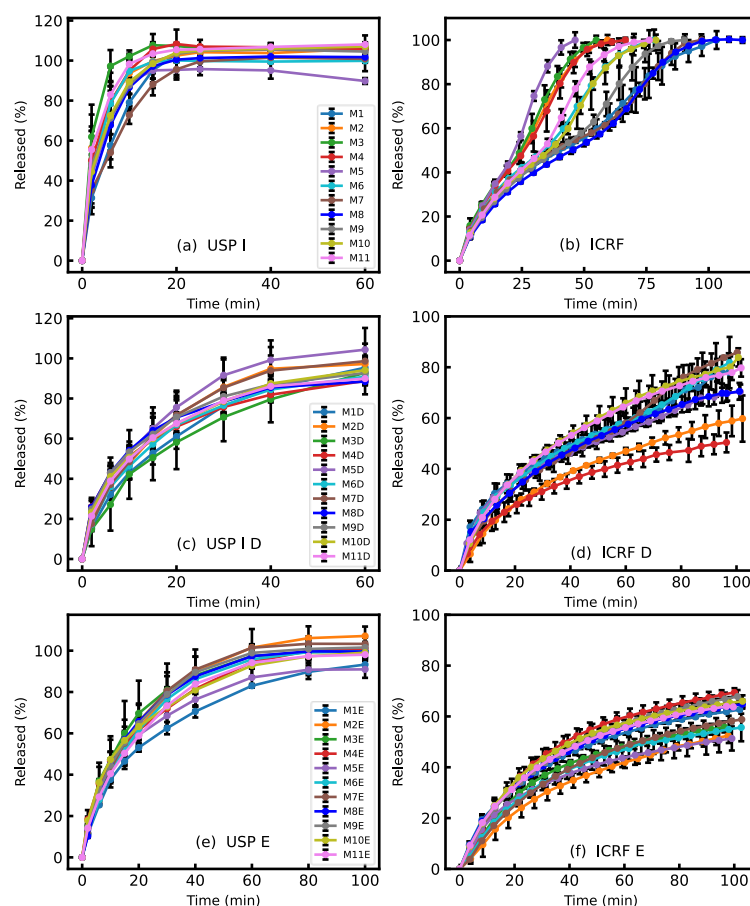 120
100
80
60
40
20
0
Released (%)
0
20
40
60
Time (min)
(a) USP I
M1
M2
M3
M4
M5
M6
M7
M8
M9
M10
M11
100
80
60
40
20
0
Released (%)
0
25
50
75
100
Time (min)
(b) ICRF
120
100
80
60
40
20
0
Released (%)
0
10
20
30
40
50
60
Time (min)
(c) USP I D
M1D
M2D
M3D
M4D
M5D
M6D
M7D
M8D
M9D
M10D
M11D
100
80
60
40
20
0
Released (%)
0
20
40
60
80
100
Time (min)
(d) ICRF D
100
80
60
40
20
0
Released (%)
0
20
40
60
80
100
Time (min)
(e) USP E
M1E
M2E
M3E
M4E
M5E
M6E
M7E
M8E
M9E
M10E
M11E
100
80
60
40
20
0
Released (%)
0
20
40
60
80
100
Time (min)
(f) ICRF E